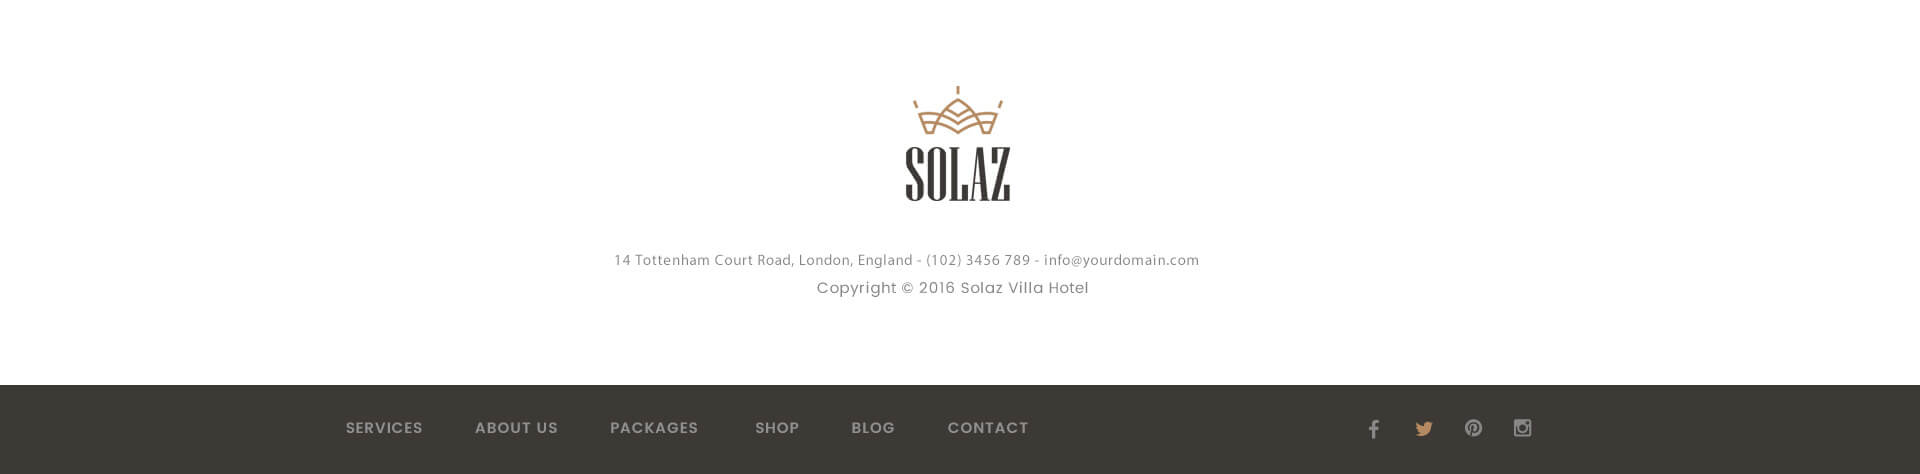 SOLAZ
14 Tottenham Court Road, London, England - (102) 3456 789 - info@yourdomain.com
Copyright © 2016 Solaz Villa Hotel
SERVICES ABOUT US PACKAGES SHOP BLOG CONTACT